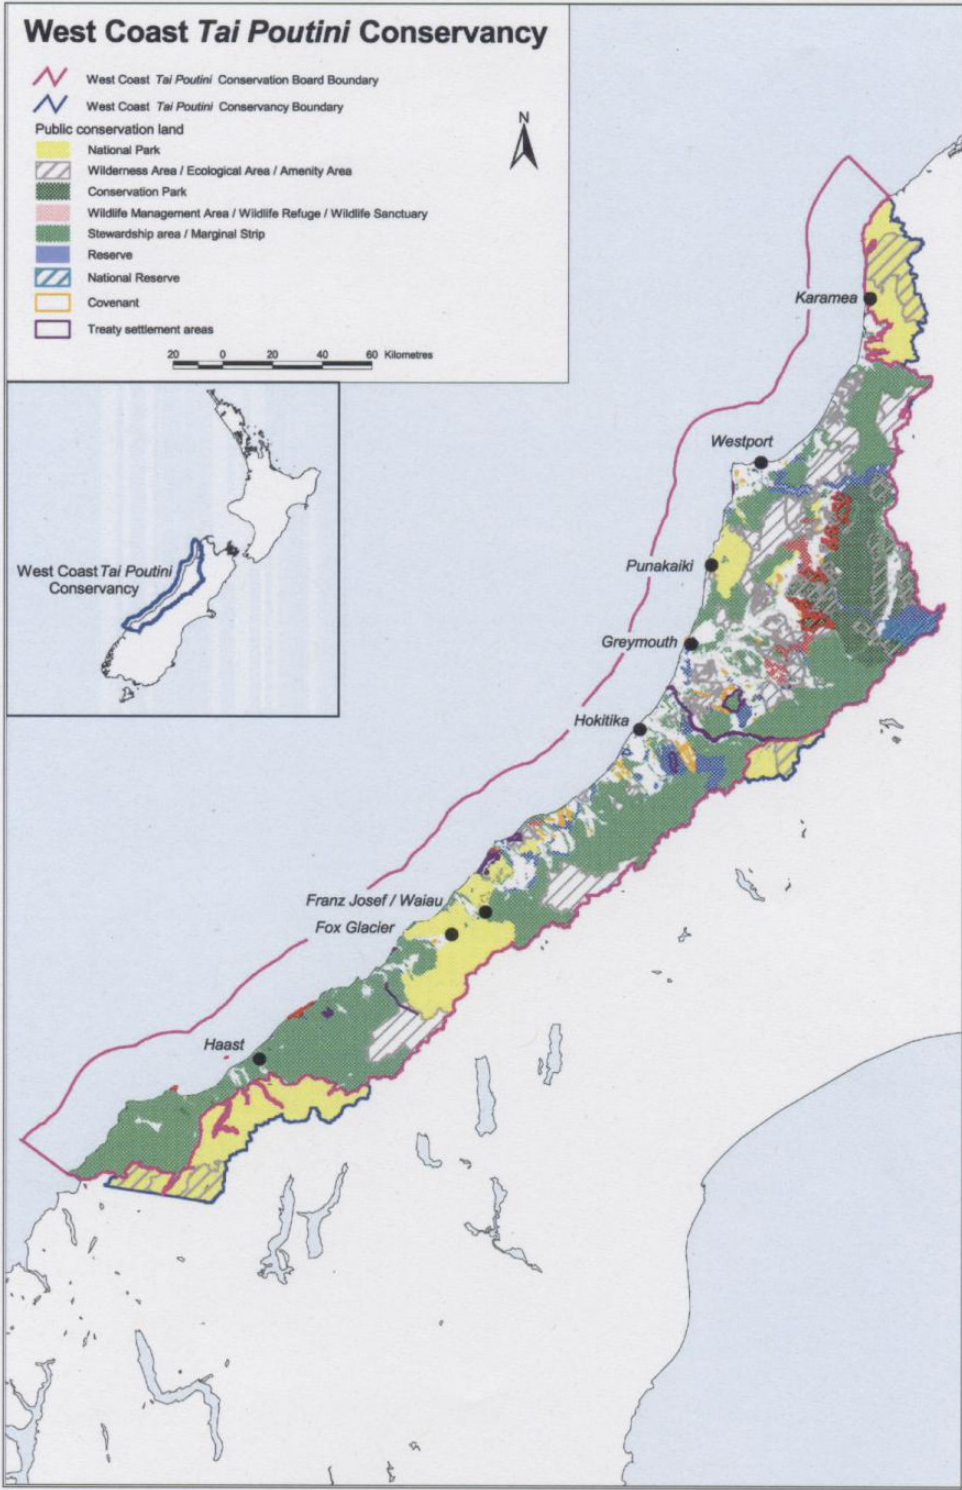 West Coast Tai Poutini Conservancy
West Coast Tai Poutini Conservation Board Boundary
West Coast Tai Poutini Conservancy Boundary
Public conservation land
National Park
Wilderness Area / Ecological Area / Amenity Area
Conservation Park
Wildlife Management Area / Wildlife Refuge / Wildlife Sanctuary
Stewardship area / Marginal Strip
Reserve
National Reserve
Covenant
Treaty settlement areas
N
20 0 20 40 60 Kilometres
West Coast Tai Poutini
Conservancy
Karamea
Westport
Punakaiki
Greymouth
Hokitika
Franz Josef / Waiau
Fox Glacier
Haast